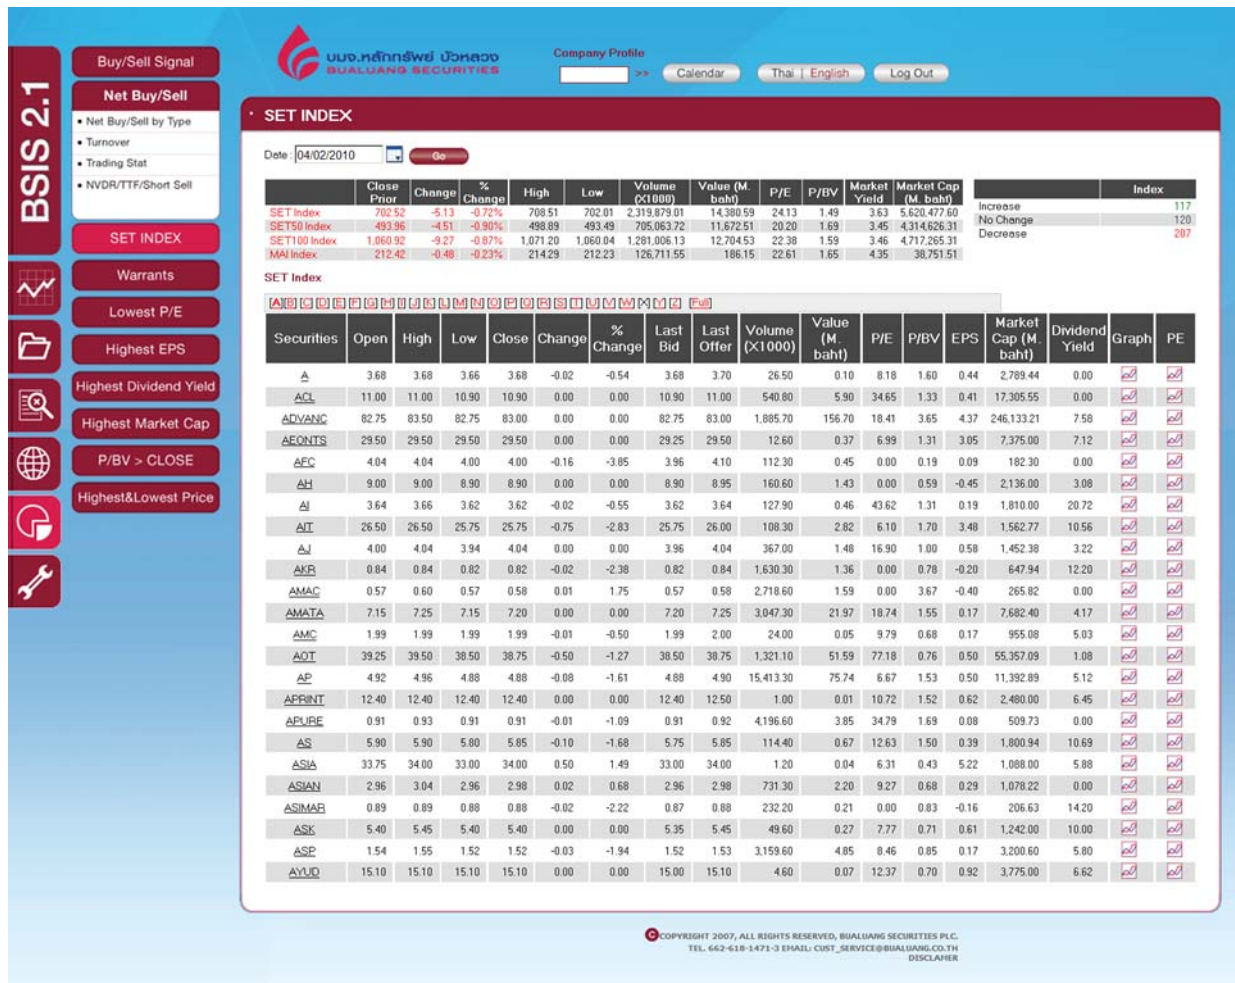 BSIS 2.1
Buy/Sell Signal
Net Buy/Sell
• Net Buy/Sell by Type
• Turnover
• Trading Stat
• NVDR/TTF/Short Sell
SET INDEX
Warrants
Lowest P/E
Highest EPS
Highest Dividend Yield
Highest Market Cap
P/BV > CLOSE
Highest&Lowest Price
บมจ.หลักทรัพย์ บัวหลวง
BUALUANG SECURITIES
Company Profile
>> Calendar Thai | English Log Out
SET INDEX
Date : 04/02/2010 Go
Close Prior Change % Change High Low Volume (X1000) Value (M. baht) P/E P/BV Market Yield Market Cap (M. baht)
SET Index 702.52 -5.13 -0.72% 708.51 702.01 2,319,879.01 14,380.59 24.13 1.49 3.63 5,620,477.60
SET50 Index 493.96 -4.51 -0.90% 498.89 493.49 705,063.72 11,672.51 20.20 1.69 3.45 4,314,626.31
SET100 Index 1,060.92 -9.27 -0.87% 1,071.20 1,060.04 1,281,006.13 12,704.53 22.38 1.59 3.46 4,717,265.31
MAI Index 212.42 -0.48 -0.23% 214.29 212.23 126,711.55 186.15 22.61 1.65 4.35 38,751.51
Index
Increase 117
No Change 120
Decrease 287
SET Index
[A][B][C][D][E][F][G][H][I][J][K][L][M][N][O][P][Q][R][S][T][U][V][W][X][Y][Z] [Full]
Securities Open High Low Close Change % Change Last Bid Last Offer Volume (X1000) Value (M. baht) P/E P/BV EPS Market Cap (M. baht) Dividend Yield Graph PE
A 3.68 3.68 3.66 3.68 -0.02 -0.54 3.68 3.70 26.50 0.10 8.18 1.60 0.44 2,789.44 0.00
ACL 11.00 11.00 10.90 10.90 0.00 0.00 10.90 11.00 540.80 5.90 34.65 1.33 0.41 17,305.55 0.00
ADVANC 82.75 83.50 82.75 83.00 0.00 0.00 82.75 83.00 1,885.70 156.70 18.41 3.65 4.37 246,133.21 7.58
AEONTS 29.50 29.50 29.50 29.50 0.00 0.00 29.25 29.50 12.60 0.37 6.99 1.31 3.05 7,375.00 7.12
AFC 4.04 4.04 4.00 4.00 -0.16 -3.85 3.96 4.10 112.30 0.45 0.00 0.19 0.09 182.30 0.00
AH 9.00 9.00 8.90 8.90 0.00 0.00 8.90 8.95 160.60 1.43 0.00 0.59 -0.45 2,136.00 3.08
AI 3.64 3.66 3.62 3.62 -0.02 -0.55 3.62 3.64 127.90 0.46 43.62 1.31 0.19 1,810.00 20.72
AIT 26.50 26.50 25.75 25.75 -0.75 -2.83 25.75 26.00 108.30 2.82 6.10 1.70 3.48 1,562.77 10.56
AJ 4.00 4.04 3.94 4.04 0.00 0.00 3.96 4.04 367.00 1.48 16.90 1.00 0.58 1,452.38 3.22
AKR 0.84 0.84 0.82 0.82 -0.02 -2.38 0.82 0.84 1,630.30 1.36 0.00 0.78 -0.20 647.94 12.20
AMAC 0.57 0.60 0.57 0.58 0.01 1.75 0.57 0.58 2,718.60 1.59 0.00 3.67 -0.40 265.82 0.00
AMATA 7.15 7.25 7.15 7.20 0.00 0.00 7.20 7.25 3,047.30 21.97 18.74 1.55 0.17 7,682.40 4.17
AMC 1.99 1.99 1.99 1.99 -0.01 -0.50 1.99 2.00 24.00 0.05 9.79 0.68 0.17 955.08 5.03
AOT 39.25 39.50 38.50 38.75 -0.50 -1.27 38.50 38.75 1,321.10 51.59 77.18 0.76 0.50 55,357.09 1.08
AP 4.92 4.96 4.88 4.88 -0.08 -1.61 4.88 4.90 15,413.30 75.74 6.67 1.53 0.50 11,392.89 5.12
APRINT 12.40 12.40 12.40 12.40 0.00 0.00 12.40 12.50 1.00 0.01 10.72 1.52 0.62 2,480.00 6.45
APURE 0.91 0.93 0.91 0.91 -0.01 -1.09 0.91 0.92 4,196.60 3.85 34.79 1.69 0.08 509.73 0.00
AS 5.90 5.90 5.80 5.85 -0.10 -1.68 5.75 5.85 114.40 0.67 12.63 1.50 0.39 1,800.94 10.69
ASIA 33.75 34.00 33.00 34.00 0.50 1.49 33.00 34.00 1.20 0.04 6.31 0.43 5.22 1,088.00 5.88
ASIAN 2.96 3.04 2.96 2.98 0.02 0.68 2.96 2.98 731.30 2.20 9.27 0.68 0.29 1,078.22 0.00
ASIMAR 0.89 0.89 0.88 0.88 -0.02 -2.22 0.87 0.88 232.20 0.21 0.00 0.83 -0.16 206.63 14.20
ASK 5.40 5.45 5.40 5.40 0.00 0.00 5.35 5.45 49.60 0.27 7.77 0.71 0.61 1,242.00 10.00
ASP 1.54 1.55 1.52 1.52 -0.03 -1.94 1.52 1.53 3,159.60 4.85 8.46 0.85 0.17 3,200.60 5.80
AYUD 15.10 15.10 15.10 15.10 0.00 0.00 15.00 15.10 4.60 0.07 12.37 0.70 0.92 3,775.00 6.62
COPYRIGHT 2007, ALL RIGHTS RESERVED, BUALUANG SECURITIES PLC.
TEL. 662-618-1471-3 EMAIL: CUST_SERVICE@BUALUANG.CO.TH
DISCLAMER